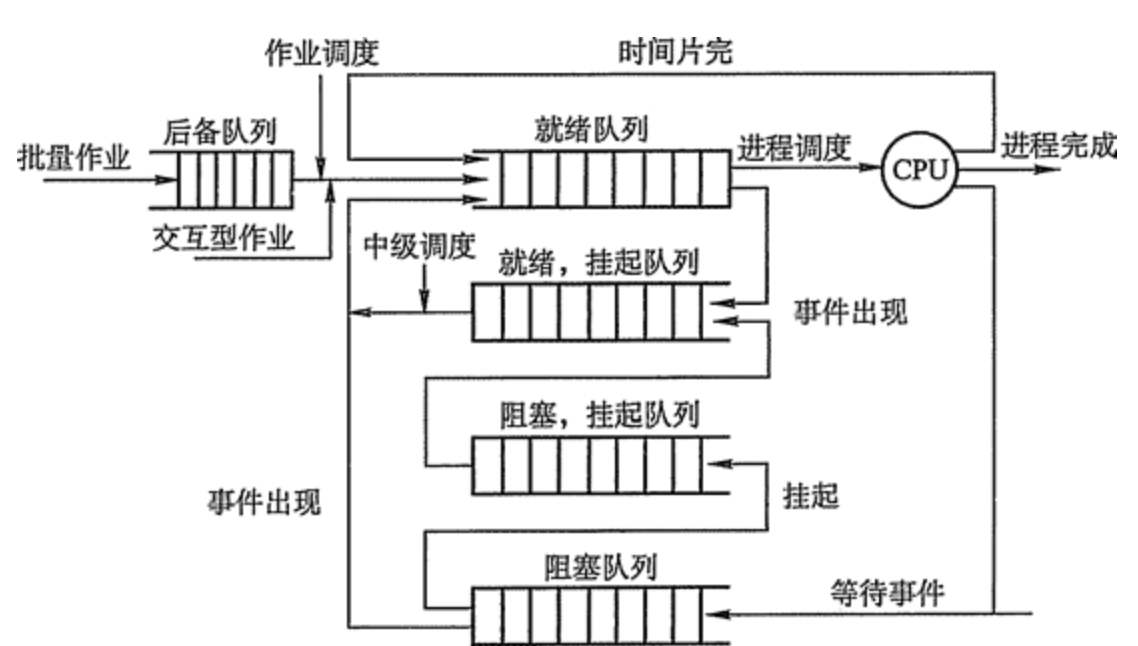 作业调度
时间片完
后备队列
就绪队列
批量作业
进程调度
CPU
进程完成
交互型作业
中级调度
就绪，挂起队列
事件出现
阻塞，挂起队列
事件出现
挂起
阻塞队列
等待事件